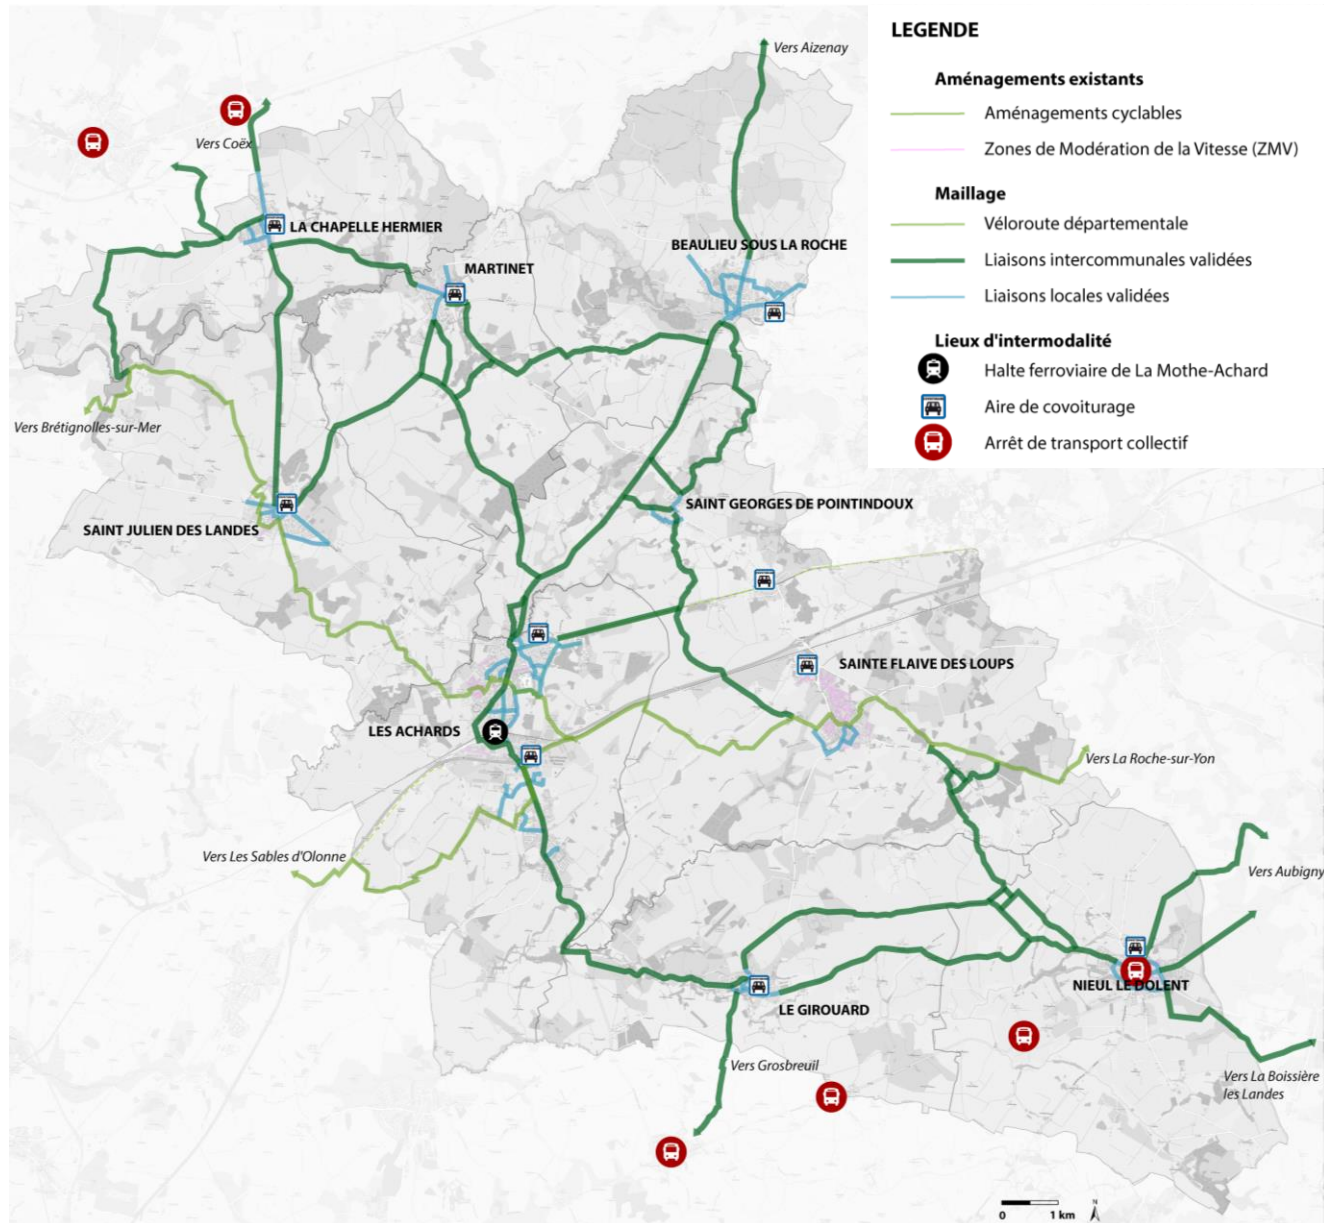 LEGENDE
Aménagements existants
Aménagements cyclables
Zones de Modération de la Vitesse (ZMV)
Maillage
Véloroute départementale
Liaisons intercommunales validées
Liaisons locales validées
Lieux d'intermodalité
Halte ferroviaire de La Mothe-Achard
Aire de covoiturage
Arrêt de transport collectif
Vers Aizenay
Vers Coëx
LA CHAPELLE HERMIER
BEAULIEU SOUS LA ROCHE
MARTINET
Vers Brétignolles-sur-Mer
SAINT GEORGES DE POINTINDOUX
SAINT JULIEN DES LANDES
SAINTE FLAIVE DES LOUPS
LES ACHARDS
Vers La Roche-sur-Yon
Vers Les Sables d'Olonne
Vers Aubigny
NIEUL LE DOLENT
LE GIROUARD
Vers Grosbreuil
Vers La Boissière
les Landes
N
0 1 km